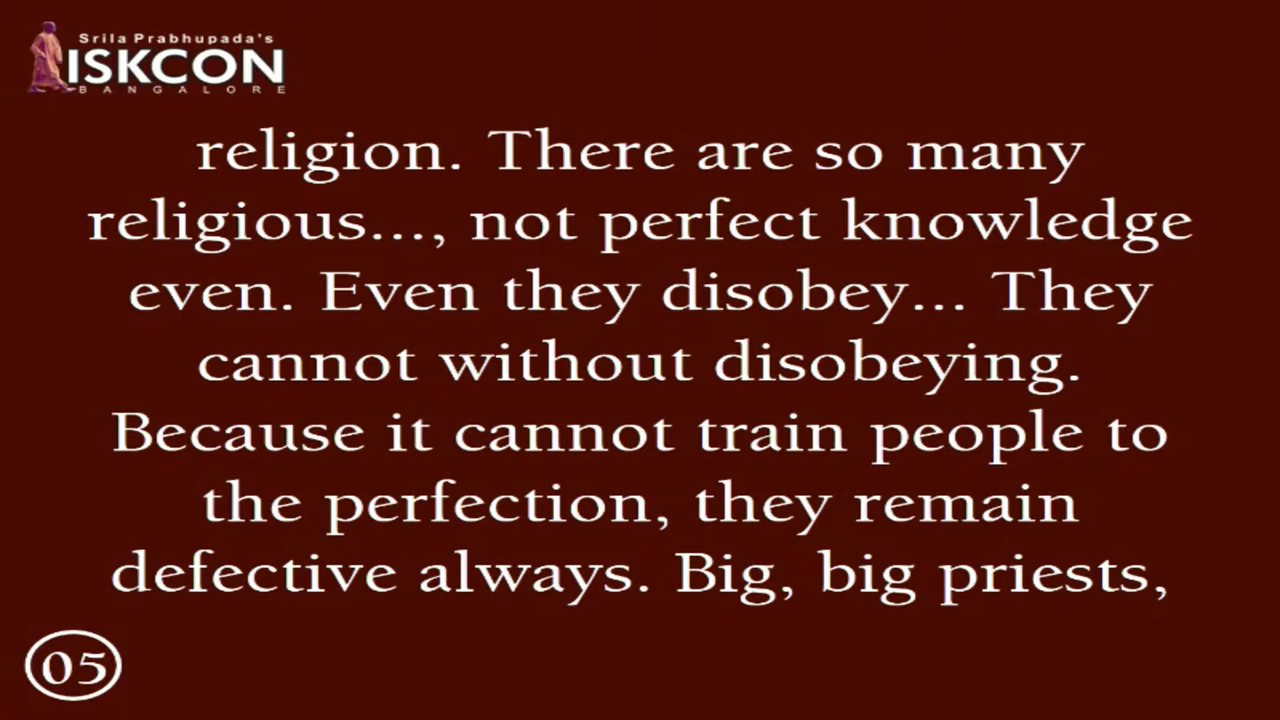 Srila Prabhupada's
ISKCON
BANGALORE
religion. There are so many
religious..., not perfect knowledge
even. Even they disobey... They
cannot without disobeying.
Because it cannot train people to
the perfection, they remain
defective always. Big, big priests,
05